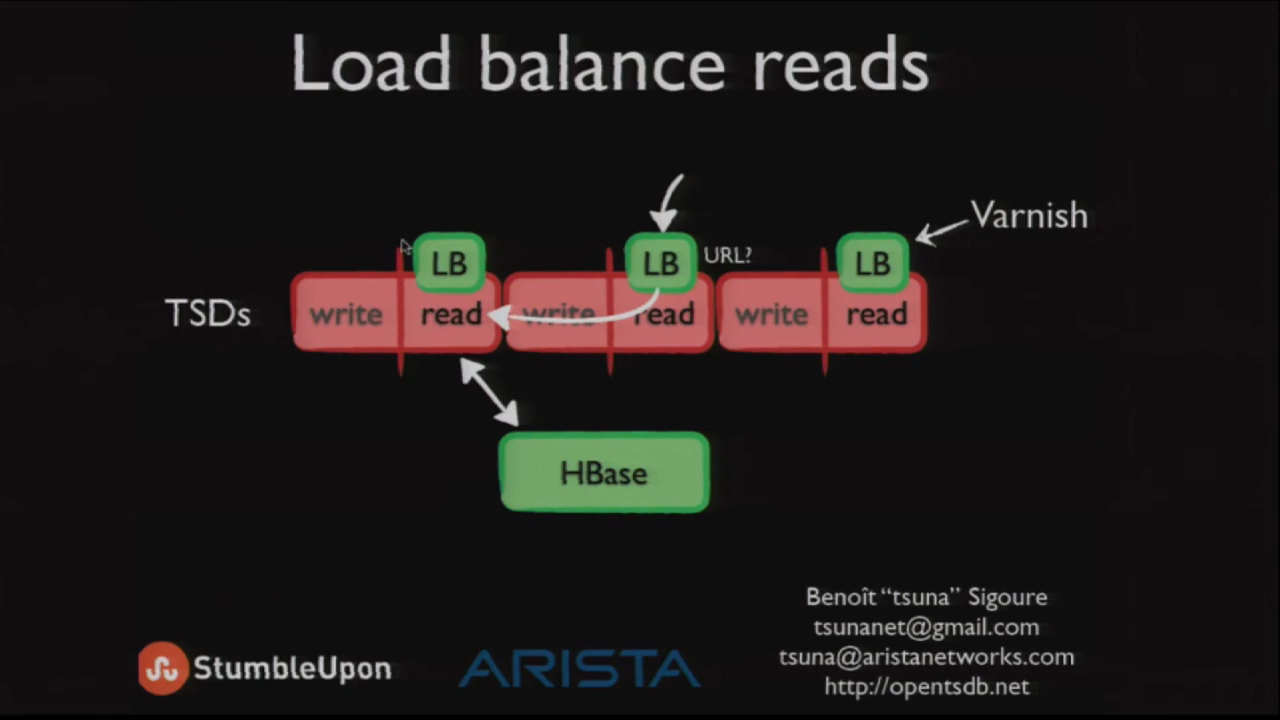 Load balance reads
Varnish
LB
LB
URL?
LB
TSDs
write
read
write
read
write
read
HBase
Benoît “tsuna” Sigoure
tsunanet@gmail.com
tsuna@aristanetworks.com
http://opentsdb.net
StumbleUpon
ARISTA